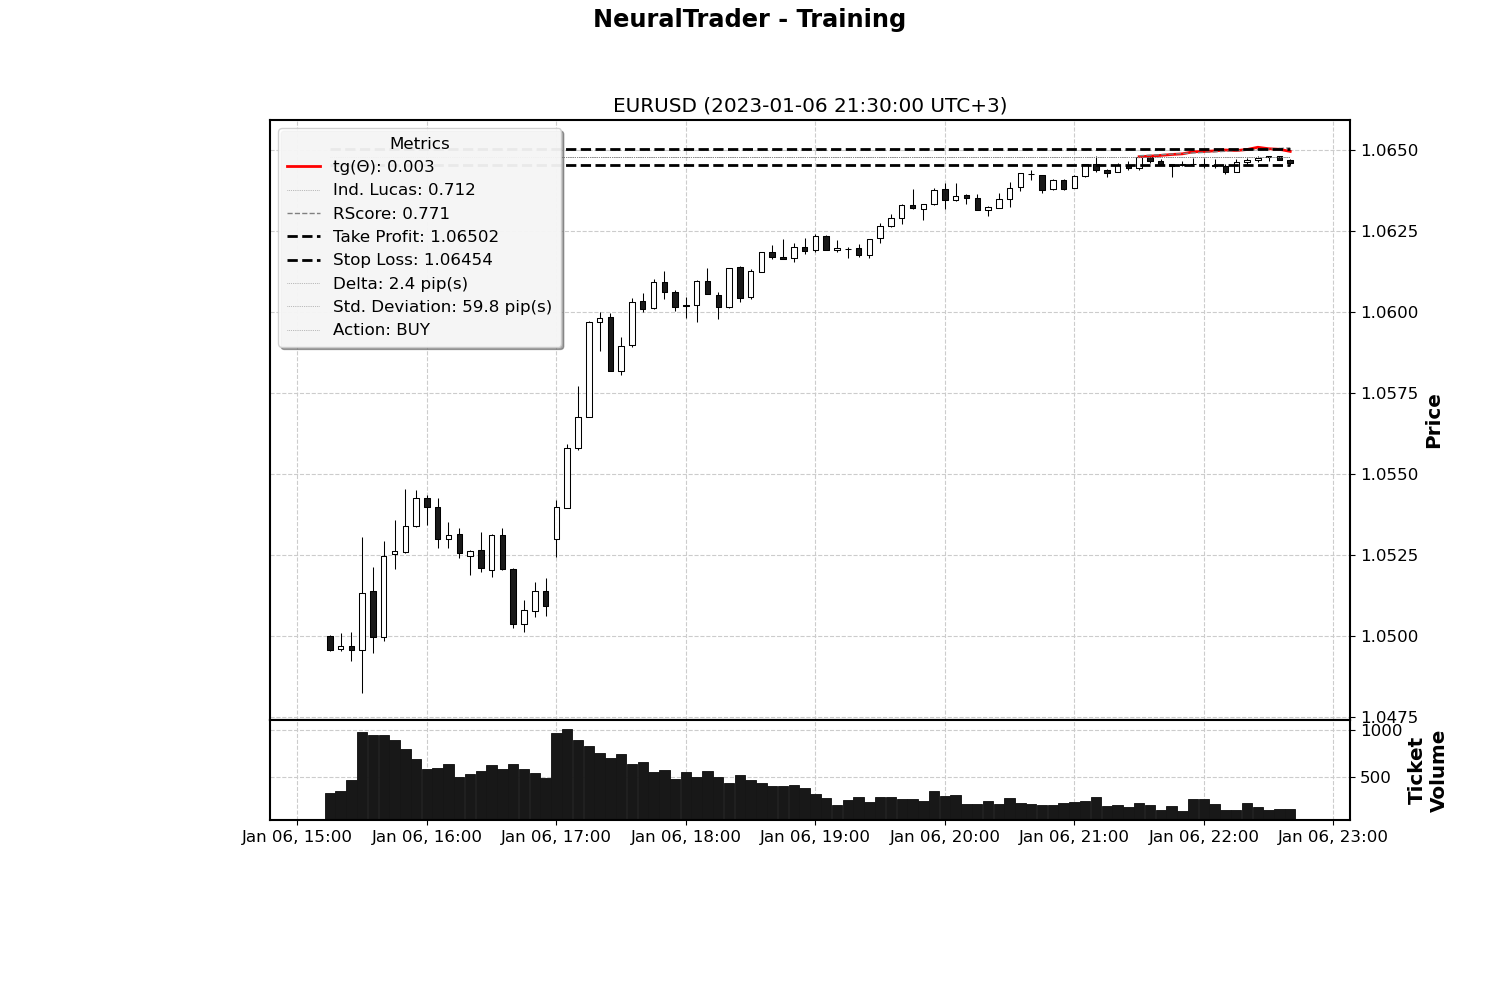 NeuralTrader - Training
EURUSD (2023-01-06 21:30:00 UTC+3)
Metrics
tg(Θ): 0.003
Ind. Lucas: 0.712
RScore: 0.771
Take Profit: 1.06502
Stop Loss: 1.06454
Delta: 2.4 pip(s)
Std. Deviation: 59.8 pip(s)
Action: BUY
1.0650
1.0625
1.0600
1.0575
1.0550
1.0525
1.0500
1.0475
Price
1000
500
Ticket
Volume
Jan 06, 15:00 Jan 06, 16:00 Jan 06, 17:00 Jan 06, 18:00 Jan 06, 19:00 Jan 06, 20:00 Jan 06, 21:00 Jan 06, 22:00 Jan 06, 23:00